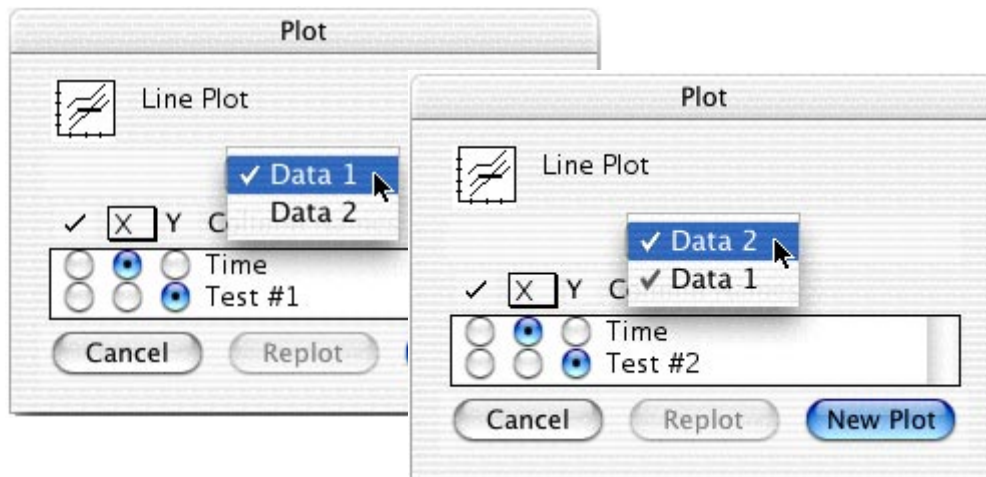 Plot
Line Plot
✓ Data 1
Data 2
✓ X Y
Time
Test #1
Cancel Replot
Plot
Line Plot
✓ Data 2
✓ Data 1
✓ X Y
Time
Test #2
Cancel Replot New Plot